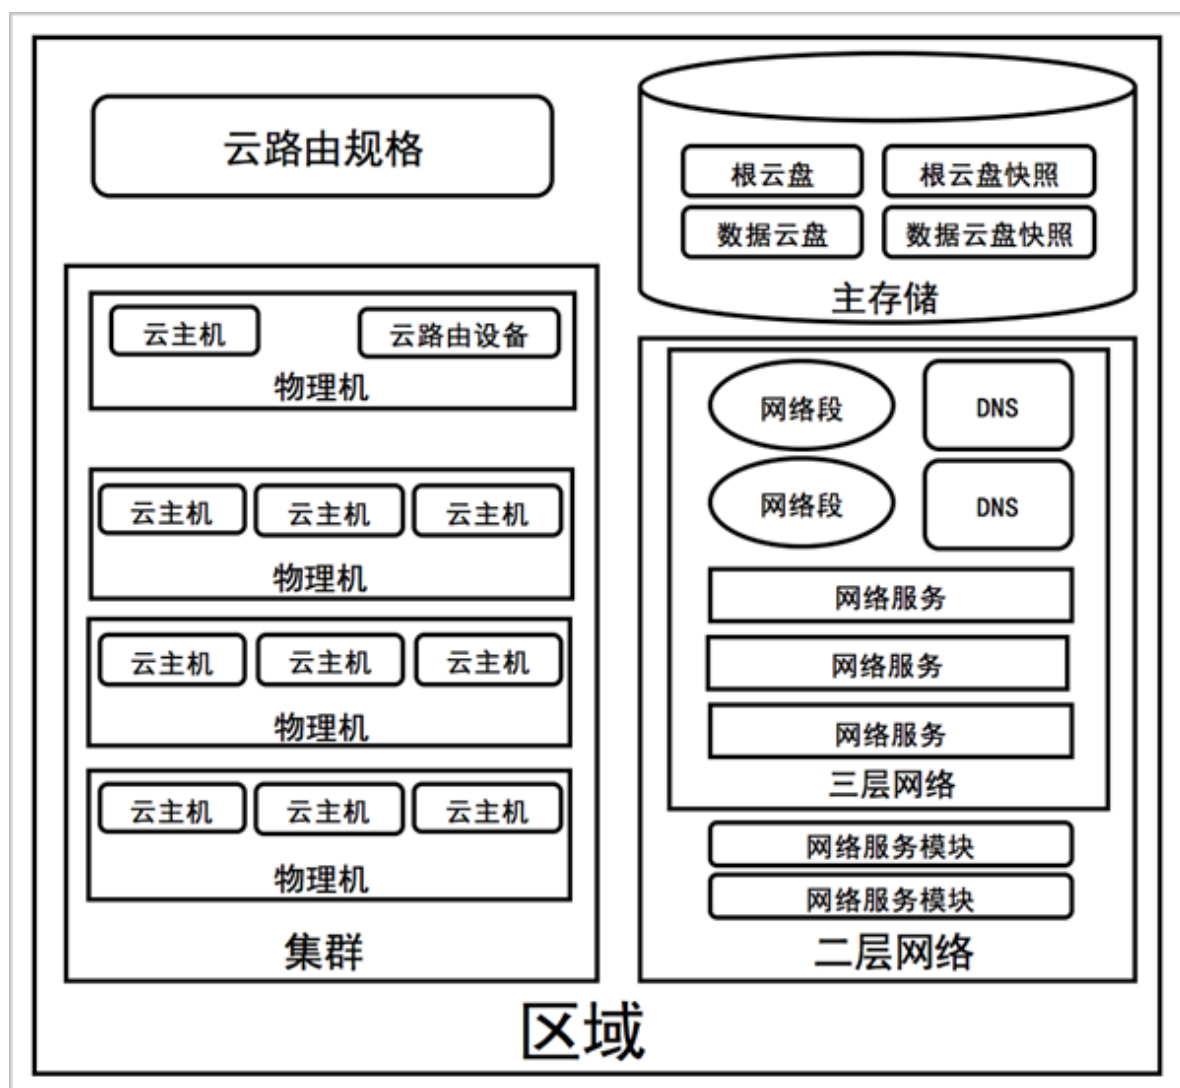 云路由规格
根云盘
根云盘快照
数据云盘
数据云盘快照
主存储
云主机
云路由设备
物理机
云主机
云主机
云主机
物理机
云主机
云主机
云主机
物理机
云主机
云主机
云主机
物理机
集群
网络段
DNS
网络段
DNS
网络服务
网络服务
网络服务
三层网络
网络服务模块
网络服务模块
二层网络
区域